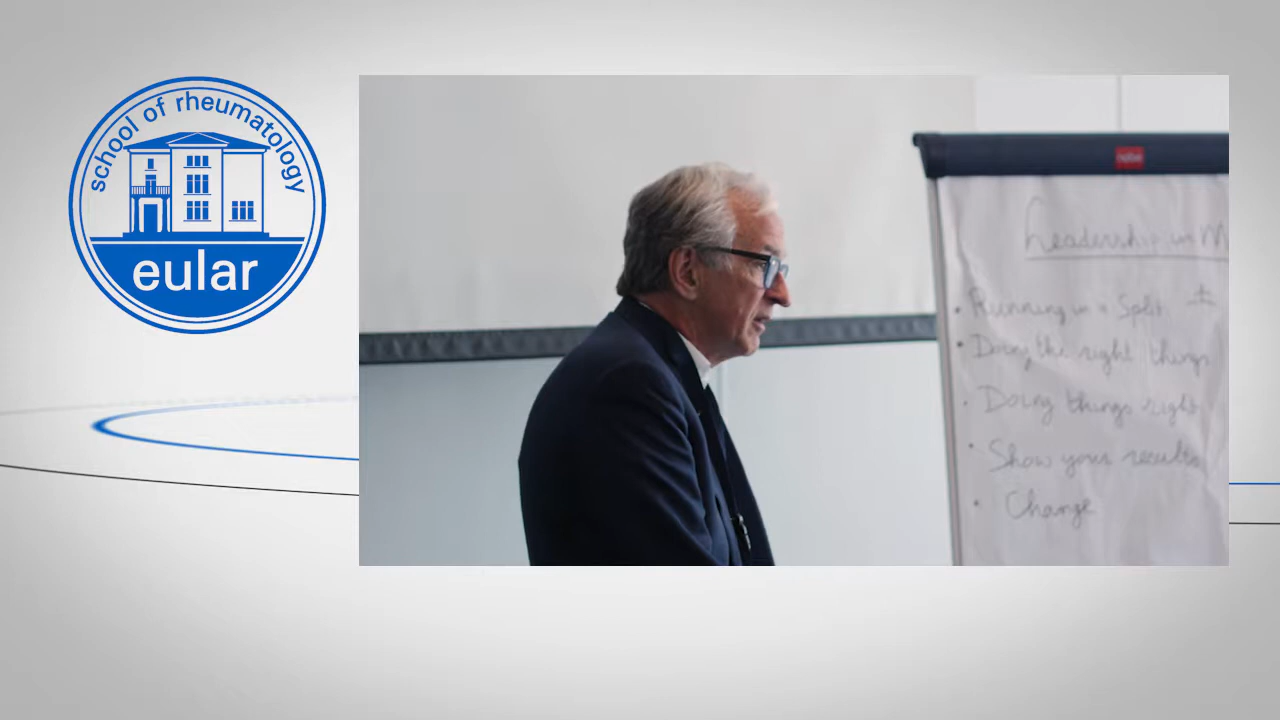 school of rheumatology
eular
nobo
Leadership in M
• Running in a Split
• Doing the right things
• Doing things right
• Show your results
• Change